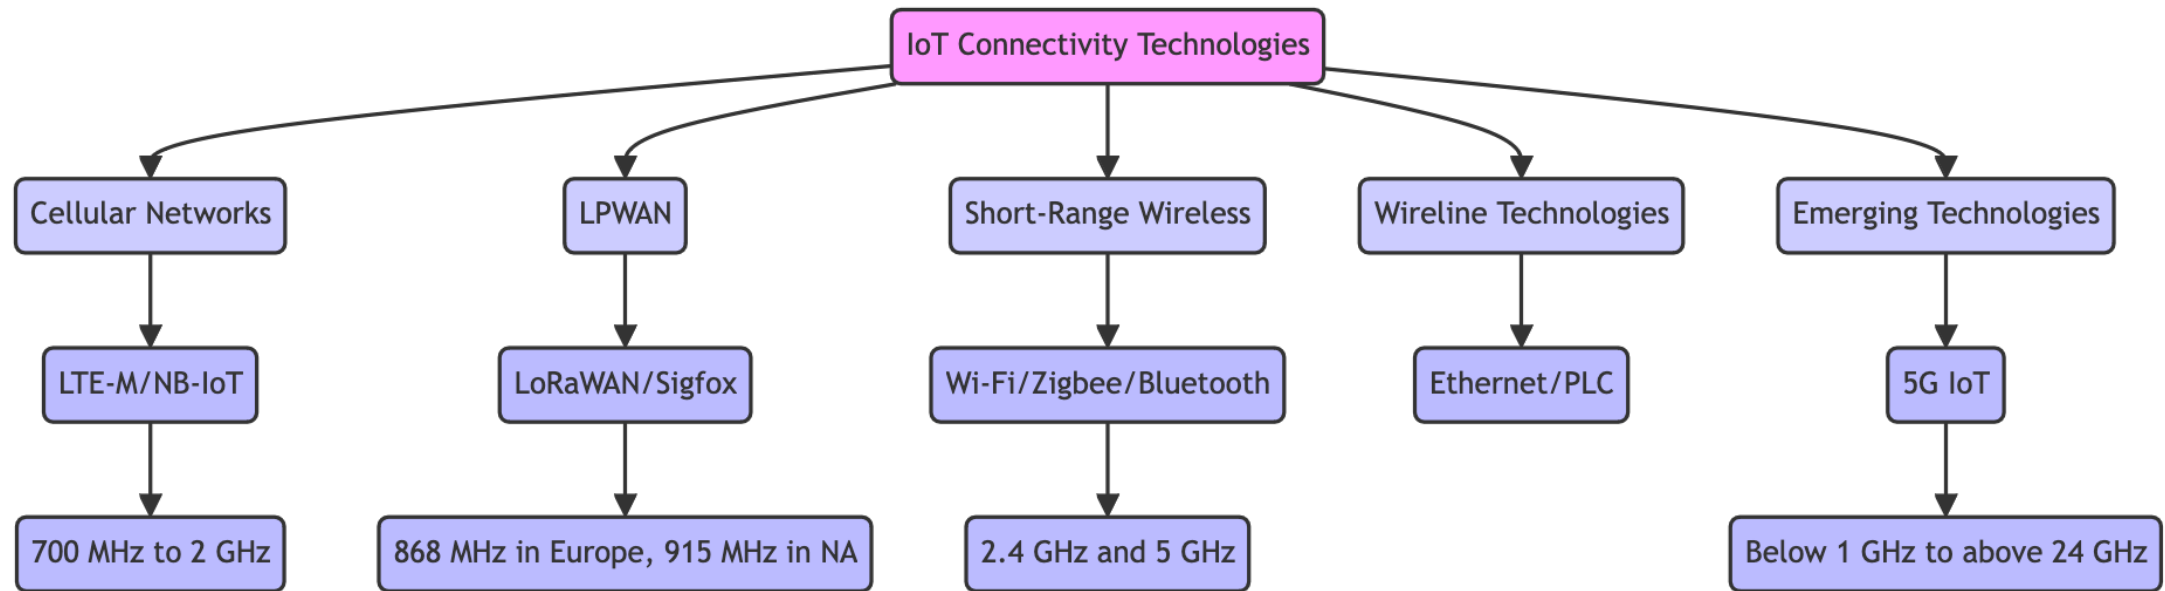 IoT Connectivity Technologies
Cellular Networks
LPWAN
Short-Range Wireless
Wireline Technologies
Emerging Technologies
LTE-M/NB-IoT
LoRaWAN/Sigfox
Wi-Fi/Zigbee/Bluetooth
Ethernet/PLC
5G IoT
700 MHz to 2 GHz
868 MHz in Europe, 915 MHz in NA
2.4 GHz and 5 GHz
Below 1 GHz to above 24 GHz